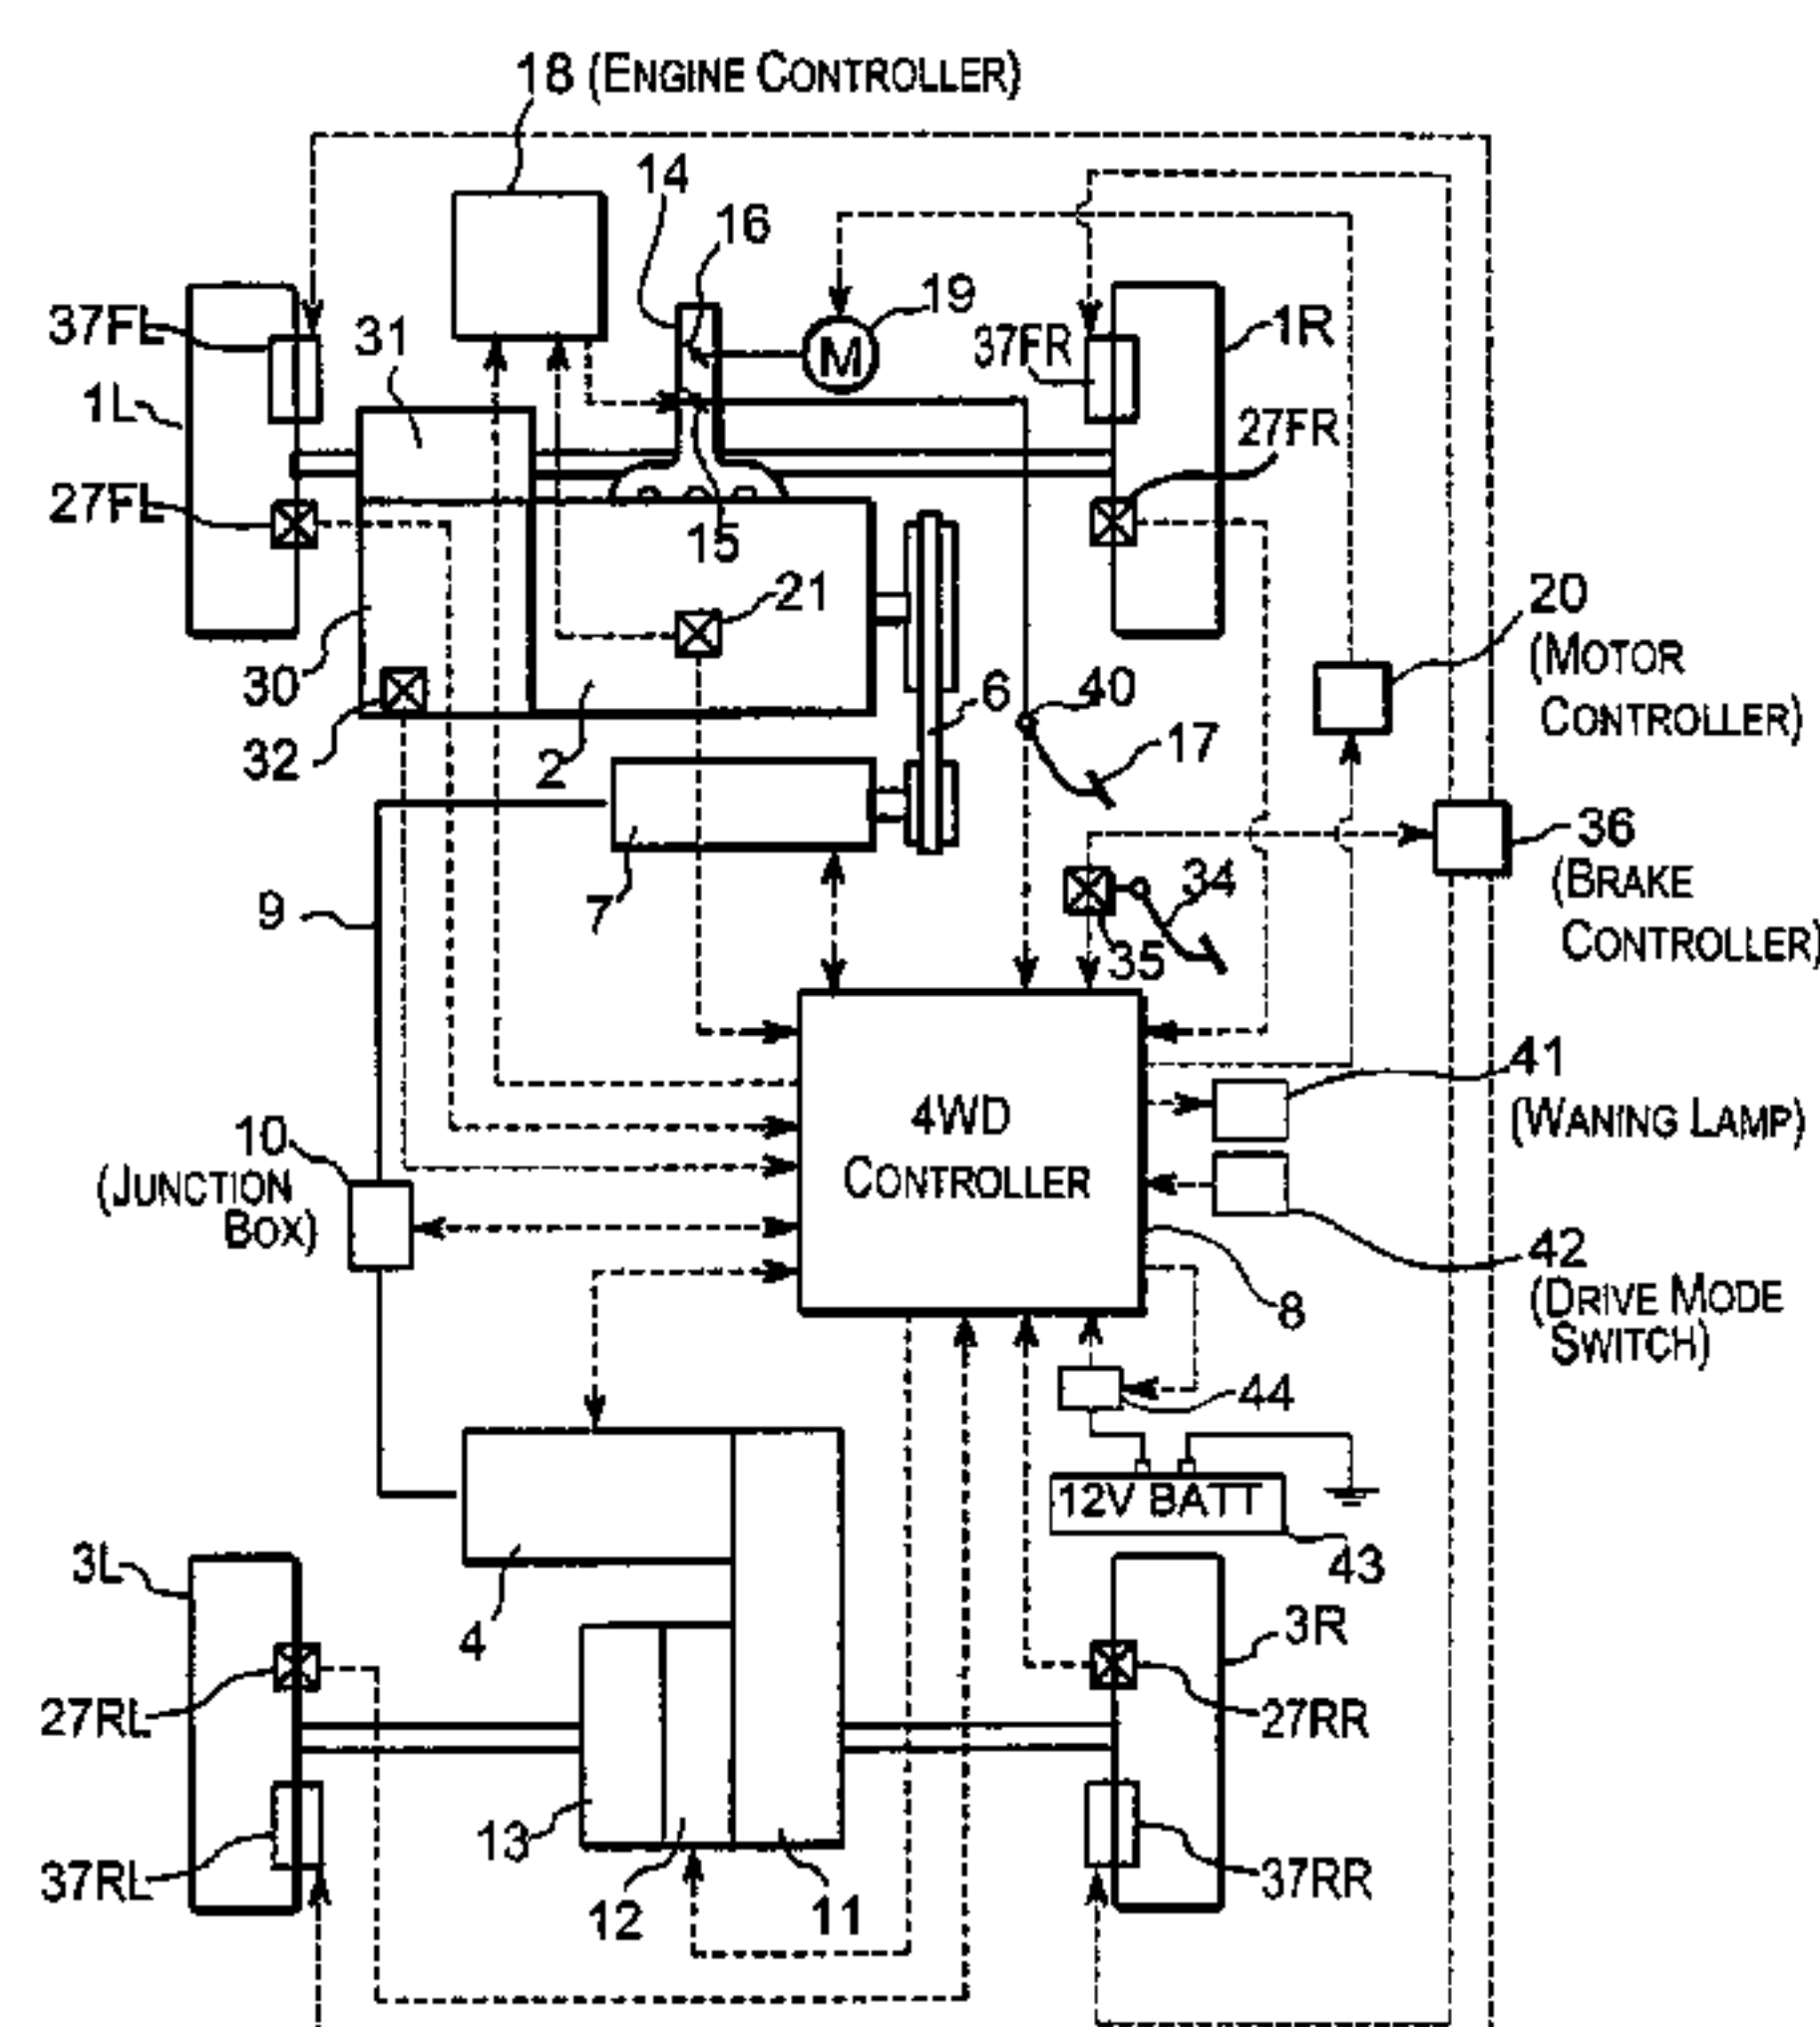 18 (ENGINE CONTROLLER)
14
16
19
M
37FL
31
37FR
1R
1L
27FR
27FL
15
21
20
(MOTOR
CONTROLLER)
30
6
40
32
2
17
36
(BRAKE
CONTROLLER)
34
9
7
35
41
(WANING LAMP)
10
(JUNCTION
BOX)
4WD
CONTROLLER
42
(DRIVE MODE
SWITCH)
8
44
12V BATT
43
3L
4
3R
27RL
27RR
13
37RL
12
11
37RR